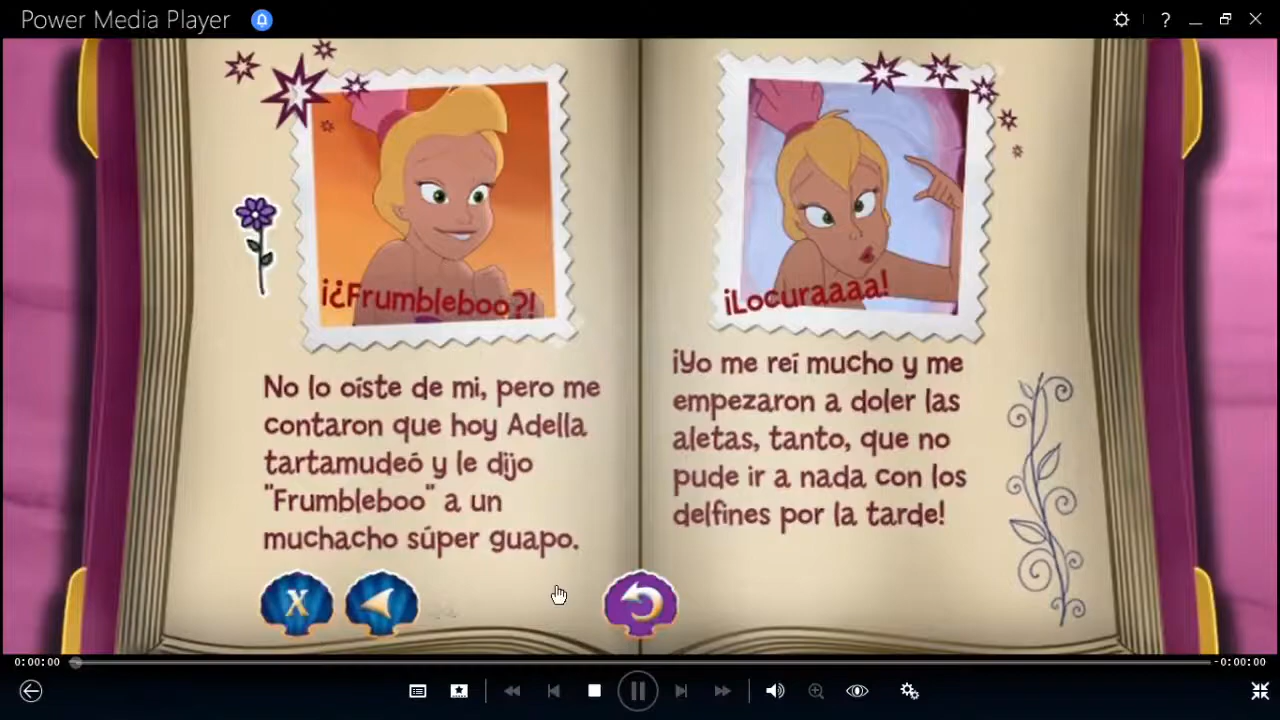 Power Media Player
¡¿Frumbleboo?!
No lo oíste de mi, pero me
contaron que hoy Adella
tartamudeó y le dijo
"Frumbleboo" a un
muchacho súper guapo.
X
¡Locuraaaa!
¡Yo me reí mucho y me
empezaron a doler las
aletas, tanto, que no
pude ir a nada con los
delfines por la tarde!
0:00:00
-0:00:00